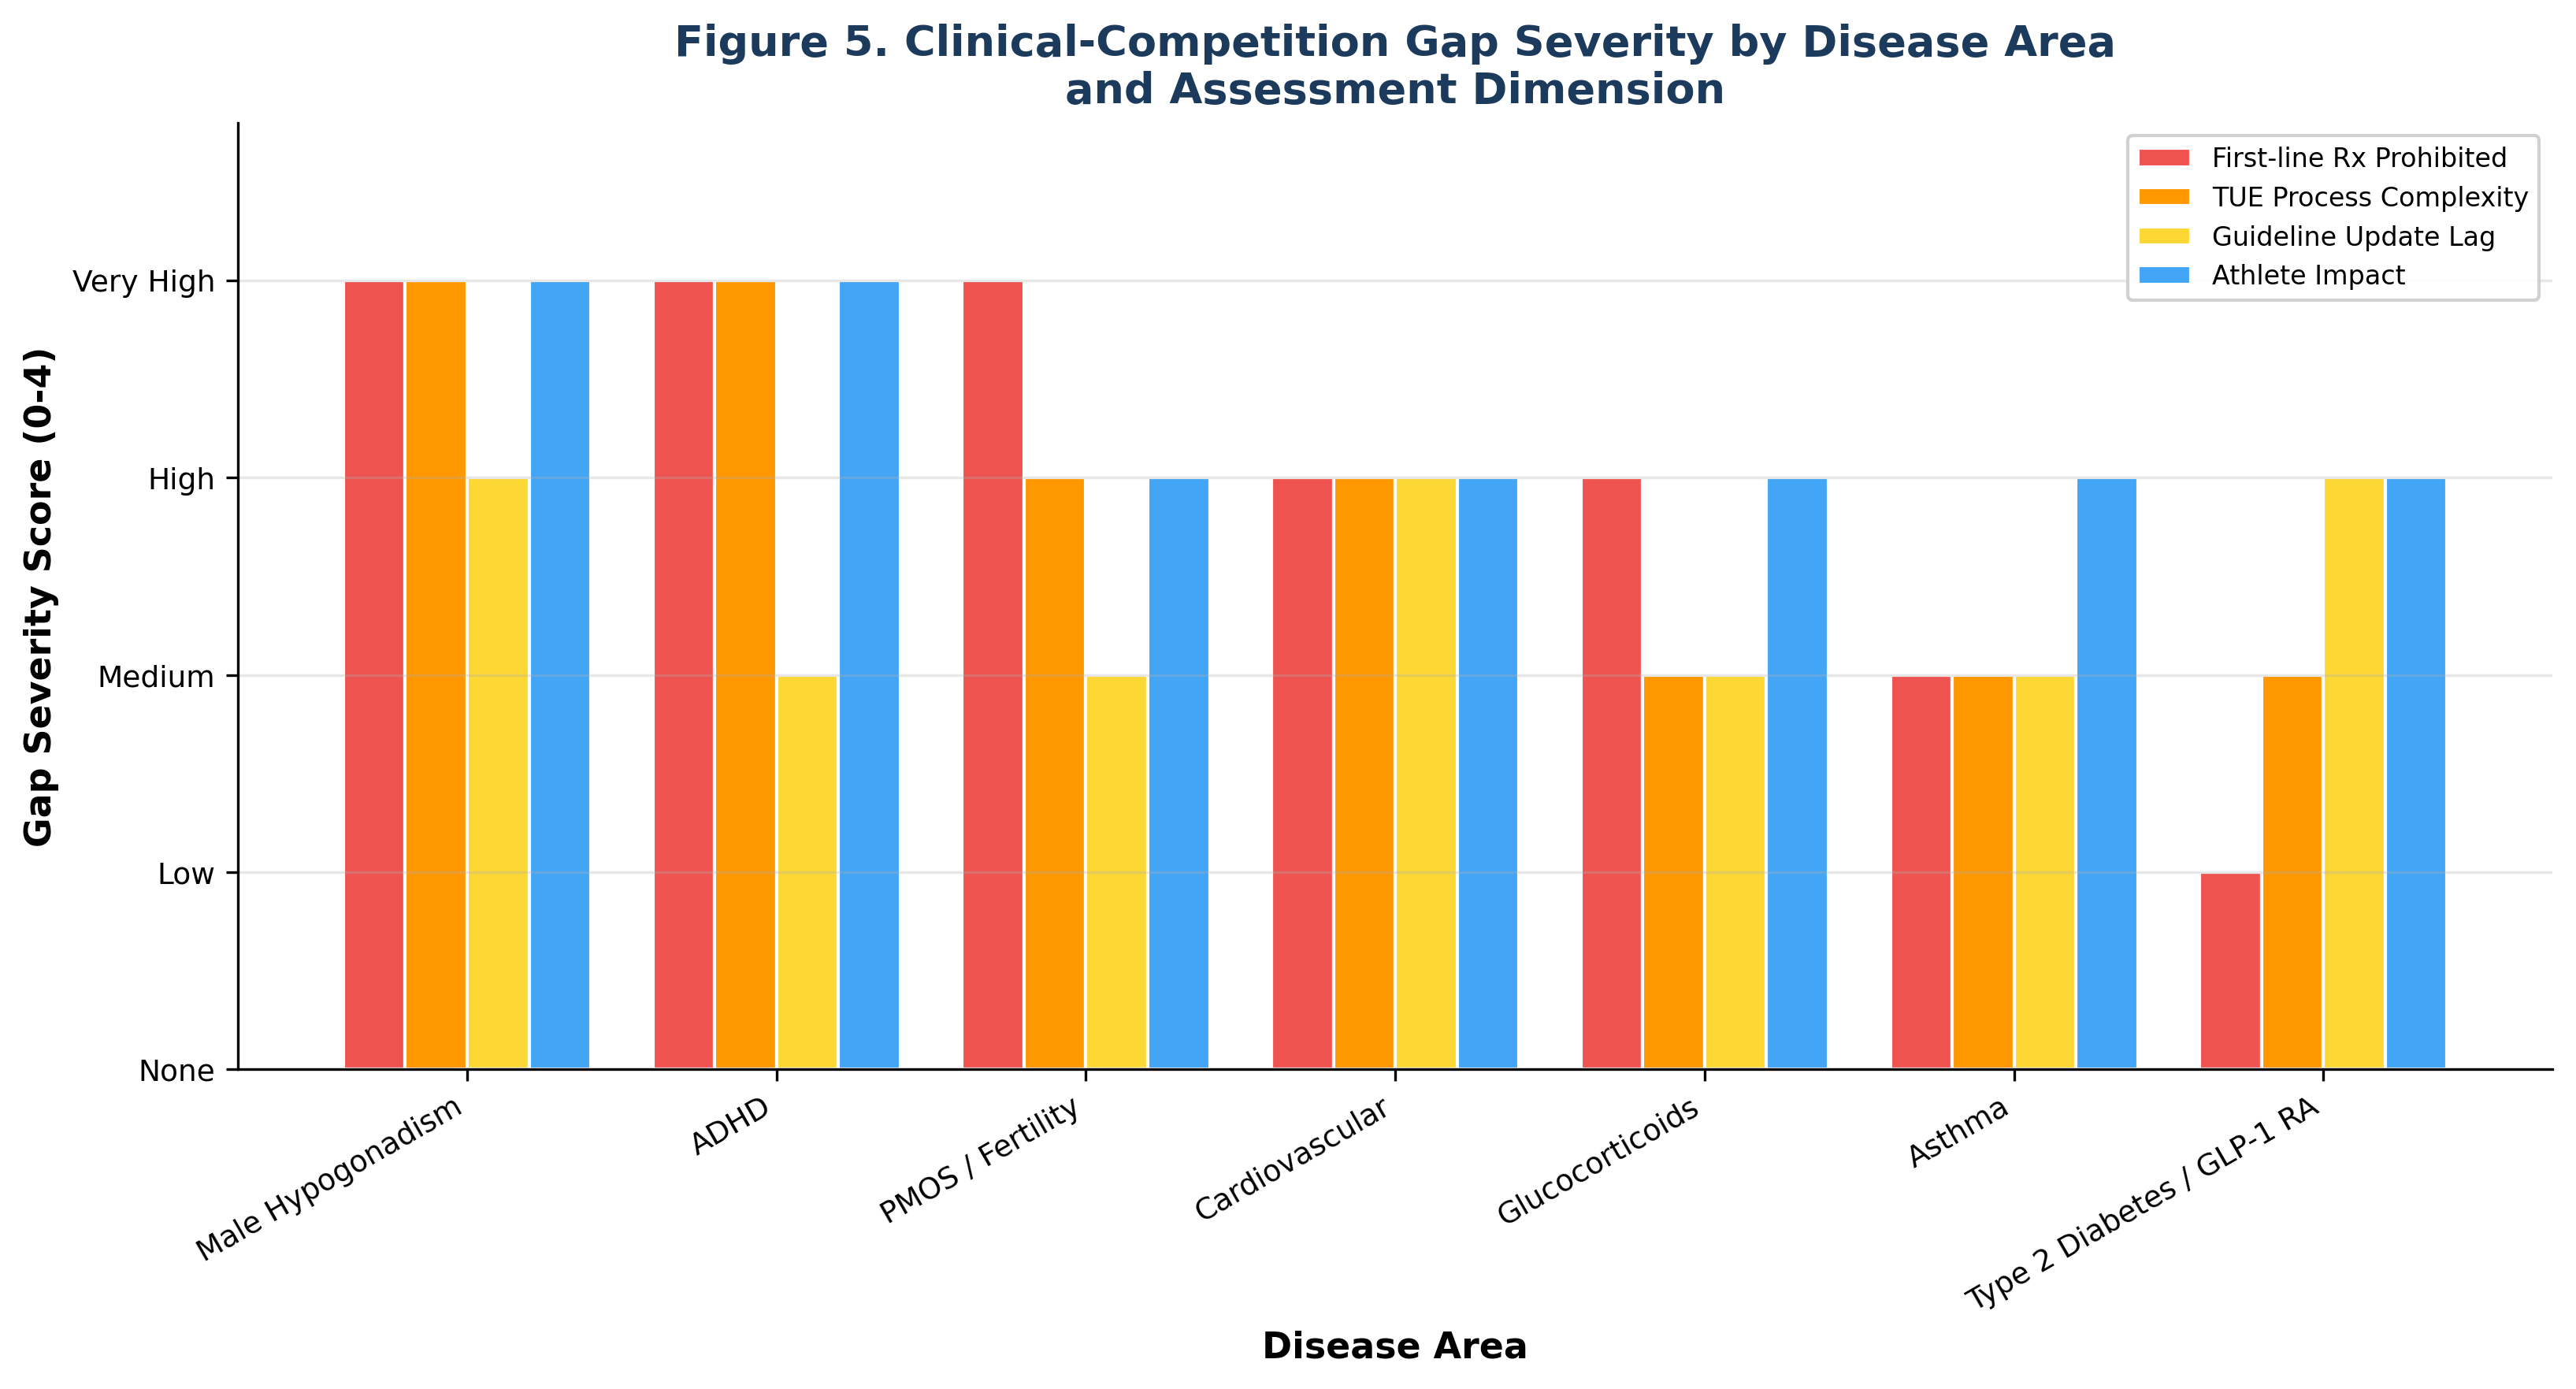 Figure 5. Clinical-Competition Gap Severity by Disease Area
and Assessment Dimension
First-line Rx Prohibited
TUE Process Complexity
Guideline Update Lag
Athlete Impact
Gap Severity Score (0-4)
Very High
High
Medium
Low
None
Male Hypogonadism
ADHD
PMOS / Fertility
Cardiovascular
Glucocorticoids
Asthma
Type 2 Diabetes / GLP-1 RA
Disease Area